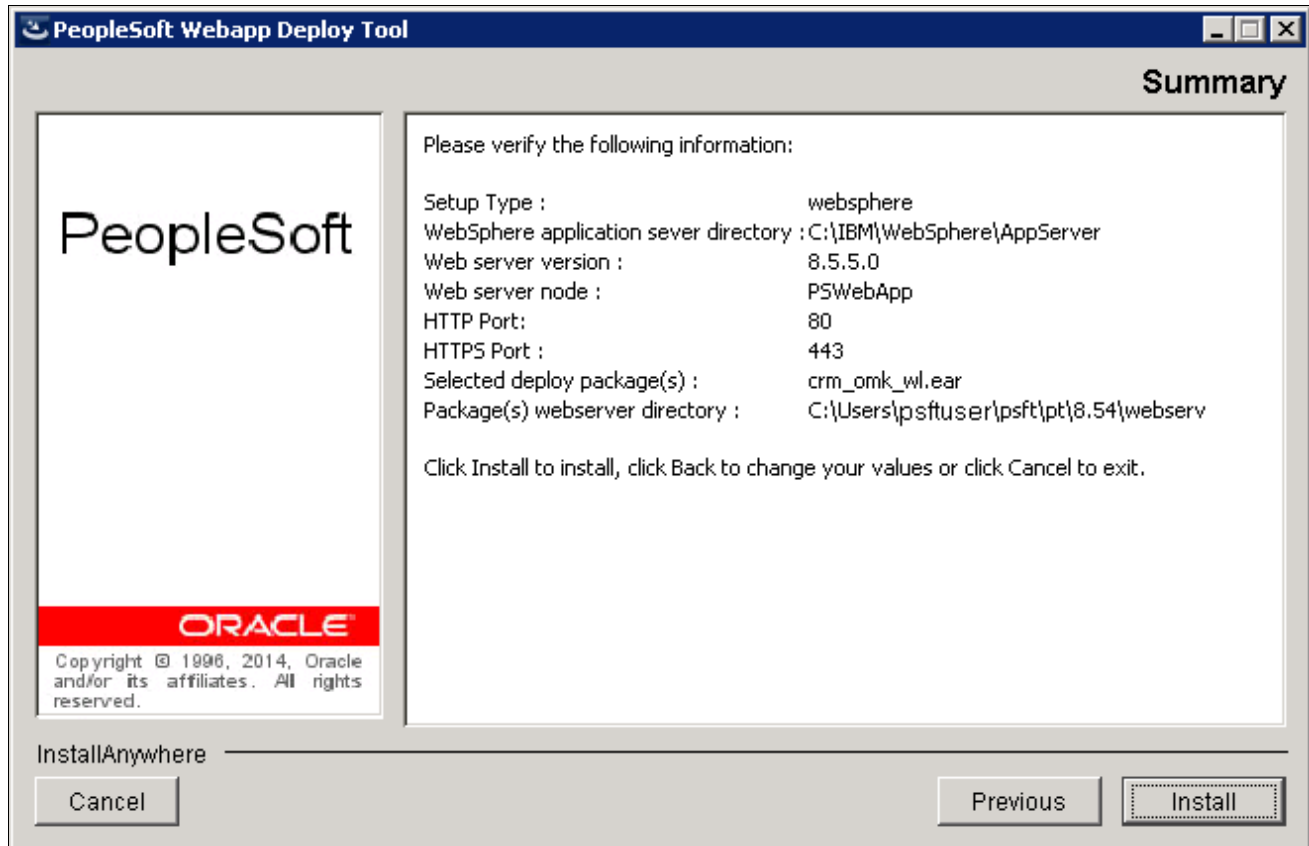 PeopleSoft Webapp Deploy Tool
Summary
PeopleSoft
ORACLE
Copyright © 1996, 2014, Oracle
and/or its affiliates. All rights
reserved.
Please verify the following information:
Setup Type : websphere
WebSphere application sever directory : C:\IBM\WebSphere\AppServer
Web server version : 8.5.5.0
Web server node : PSWebApp
HTTP Port: 80
HTTPS Port : 443
Selected deploy package(s) : crm_omk_wl.ear
Package(s) webserver directory : C:\Users\psftuser\psft\pt\8.54\webserv
Click Install to install, click Back to change your values or click Cancel to exit.
InstallAnywhere
Cancel Previous Install